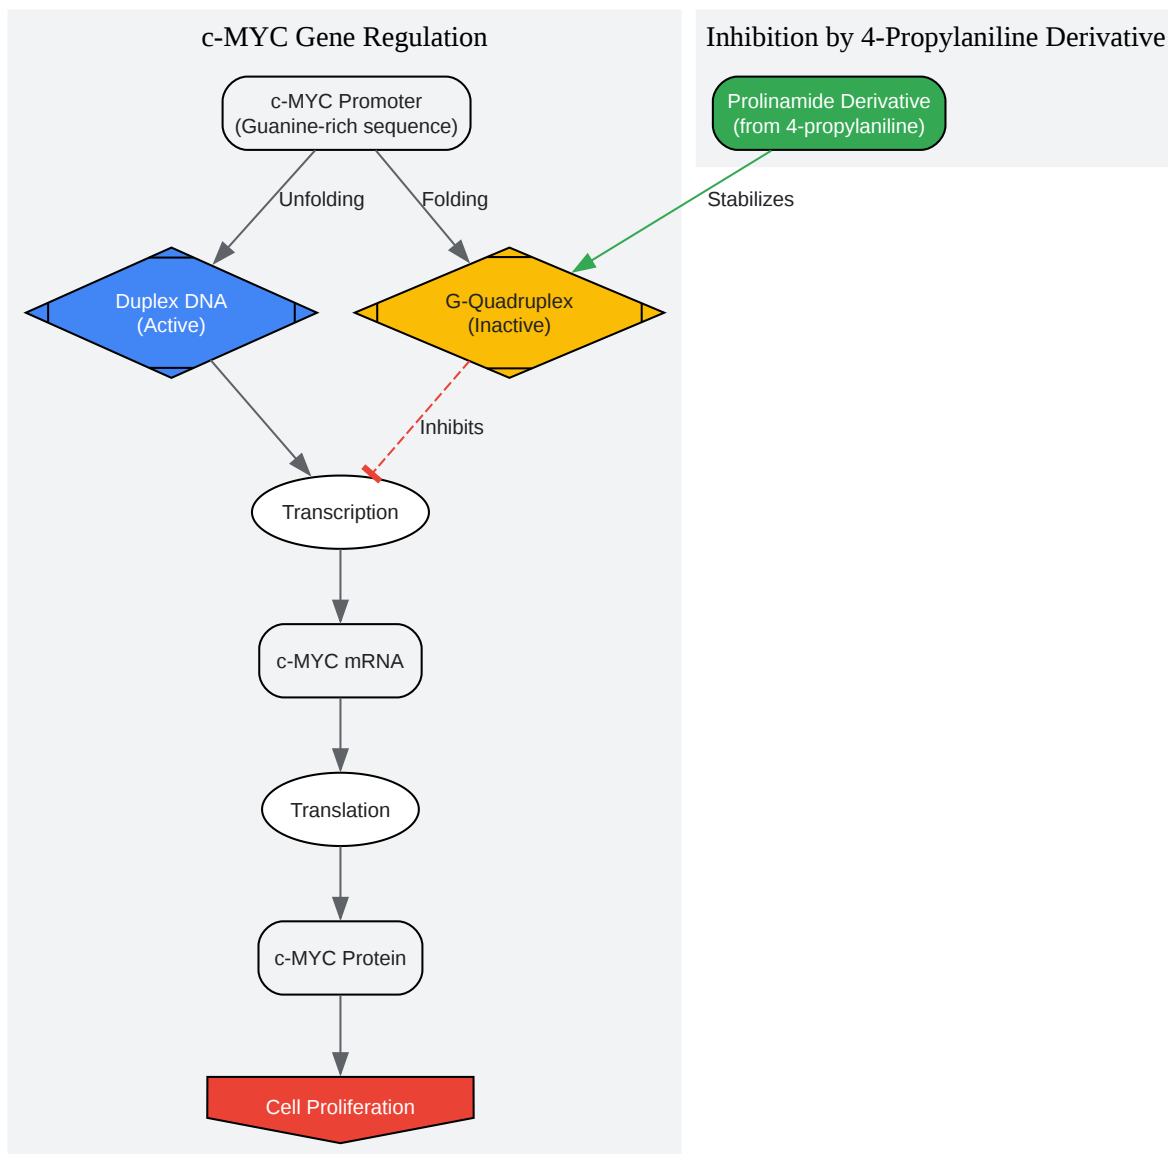 c-MYC Gene Regulation
Inhibition by 4-Propylaniline Derivative
c-MYC Promoter
(Guanine-rich sequence)
Prolinamide Derivative
(from 4-propylaniline)
Unfolding
Folding
Stabilizes
Duplex DNA
(Active)
G-Quadruplex
(Inactive)
Inhibits
Transcription
c-MYC mRNA
Translation
c-MYC Protein
Cell Proliferation